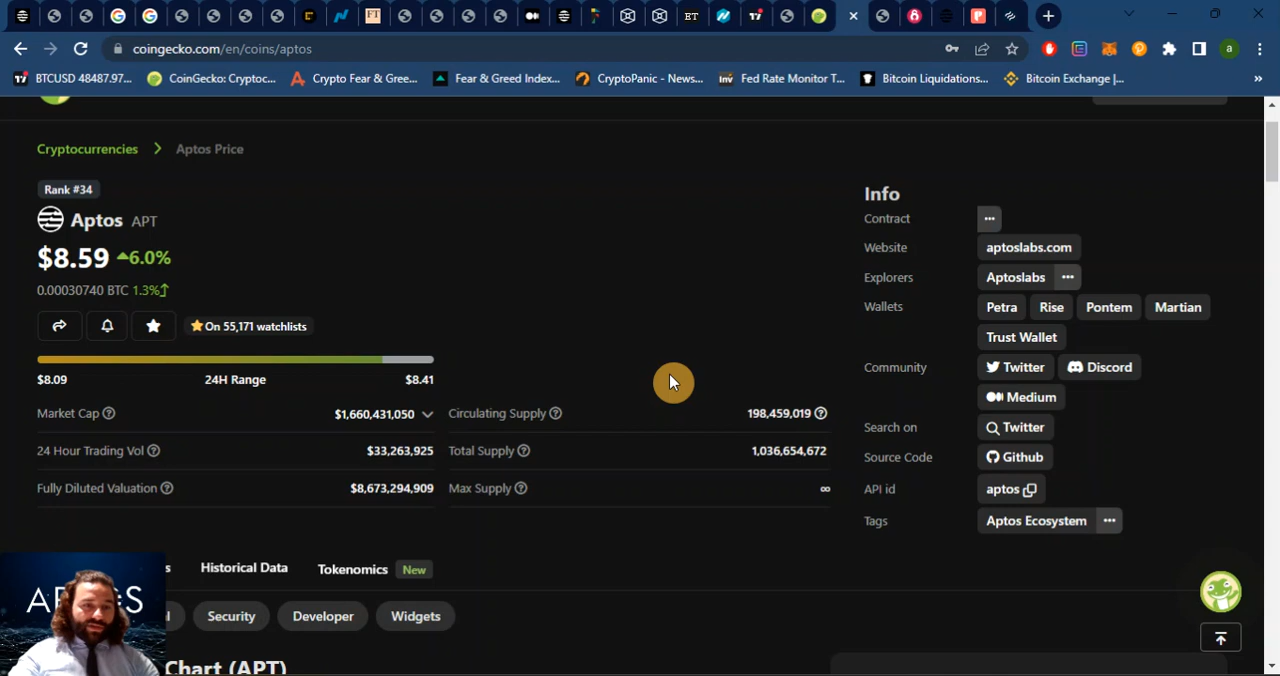 BTC
FT
ET
coingecko.com/en/coins/aptos
a
BTCUSD 48487.97...
CoinGecko: Cryptoc...
Crypto Fear & Gree...
Fear & Greed Index...
CryptoPanic - News...
Inv
Fed Rate Monitor T...
Bitcoin Liquidations...
Bitcoin Exchange |...
»
Cryptocurrencies
Aptos Price
Rank #34
Aptos APT
$8.59 6.0%
0.00030740 BTC 1.3%
On 55,171 watchlists
$8.09 24H Range $8.41
Market Cap $1,660,431,050
24 Hour Trading Vol $33,263,925
Fully Diluted Valuation $8,673,294,909
Circulating Supply 198,459,019
Total Supply 1,036,654,672
Max Supply ∞
Info
Contract ...
Website aptoslabs.com
Explorers Aptoslabs ...
Wallets Petra Rise Pontem Martian
Trust Wallet
Community Twitter Discord
Medium
Search on Twitter
Source Code Github
API id aptos
Tags Aptos Ecosystem ...
s Historical Data Tokenomics New
l Security Developer Widgets
Chart (APT)